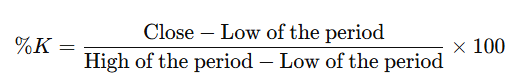 %K = Close – Low of the period / High of the period – Low of the period × 100